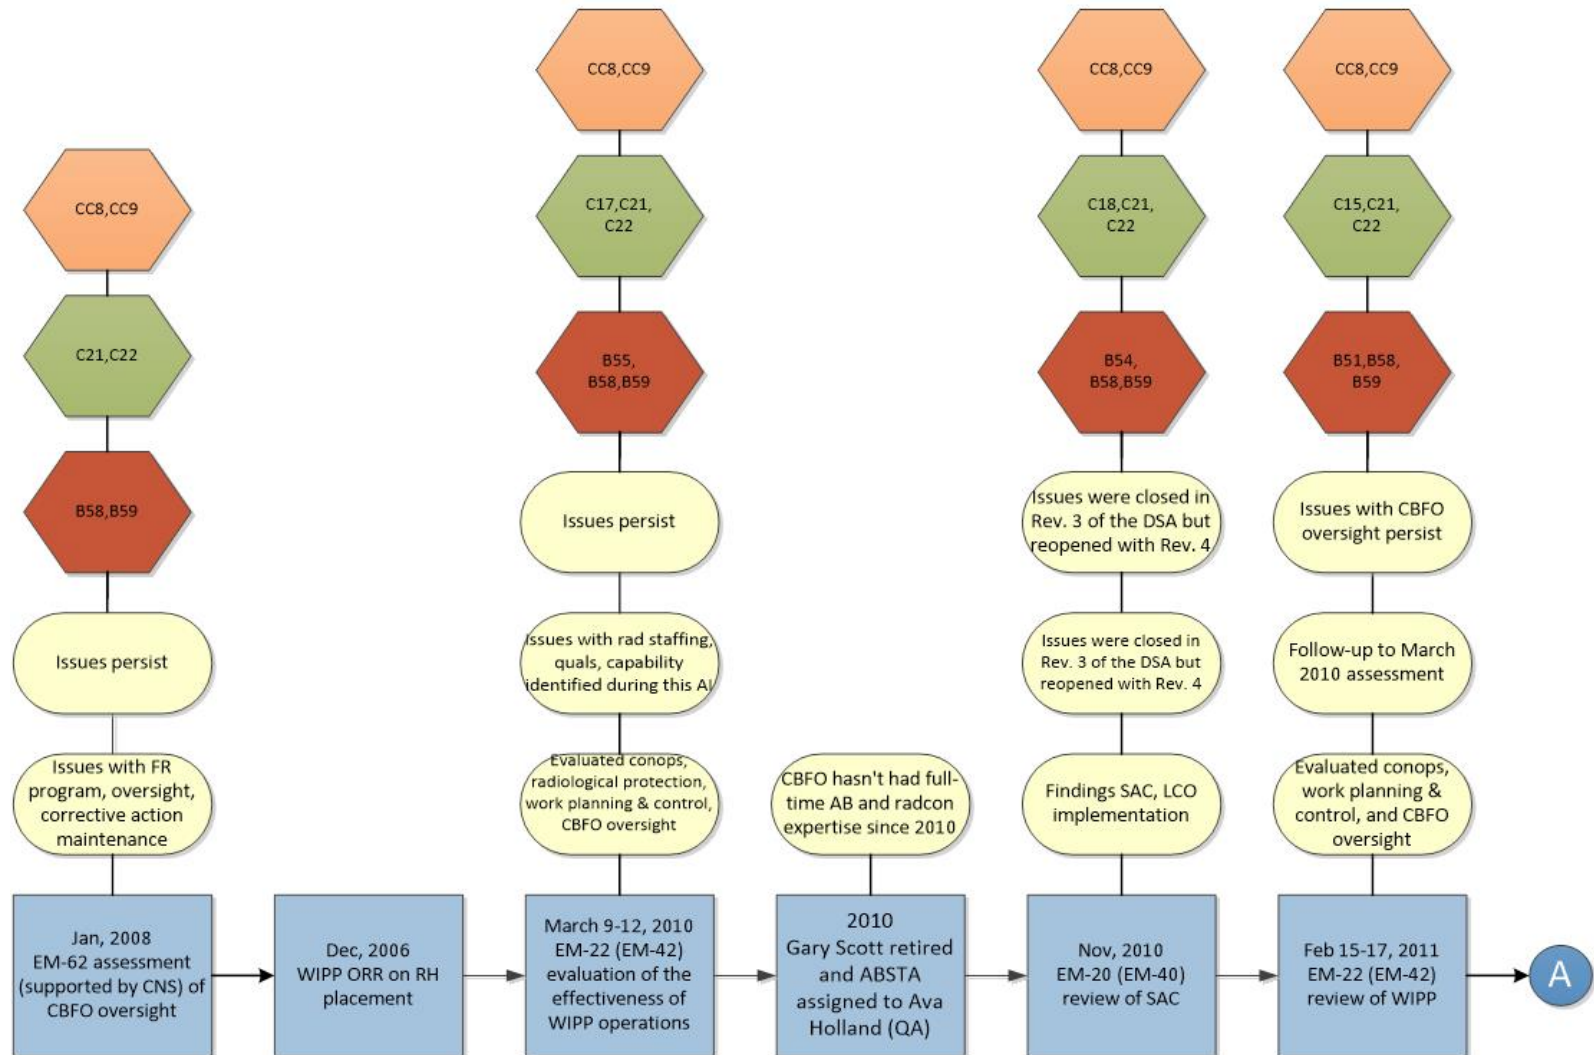 CC8,CC9
C21,C22
B58,B59
Issues persist
Issues with FR
program, oversight,
corrective action
maintenance
Jan, 2008
EM-62 assessment
(supported by CNS) of
CBFO oversight
Dec, 2006
WIPP ORR on RH
placement
CC8,CC9
C17,C21,
C22
B55,
B58,B59
Issues persist
Issues with rad staffing,
quals, capability
identified during this AI
Evaluated conops,
radiological protection,
work planning & control,
CBFO oversight
March 9-12, 2010
EM-22 (EM-42)
evaluation of the
effectiveness of
WIPP operations
CBFO hasn't had full-
time AB and radcon
expertise since 2010
2010
Gary Scott retired
and ABSTA
assigned to Ava
Holland (QA)
CC8,CC9
C18,C21,
C22
B54,
B58,B59
Issues were closed in
Rev. 3 of the DSA but
reopened with Rev. 4
Issues were closed in
Rev. 3 of the DSA but
reopened with Rev. 4
Findings SAC, LCO
implementation
Nov, 2010
EM-20 (EM-40)
review of SAC
CC8,CC9
C15,C21,
C22
B51,B58,
B59
Issues with CBFO
oversight persist
Follow-up to March
2010 assessment
Evaluated conops,
work planning &
control, and CBFO
oversight
Feb 15-17, 2011
EM-22 (EM-42)
review of WIPP
A